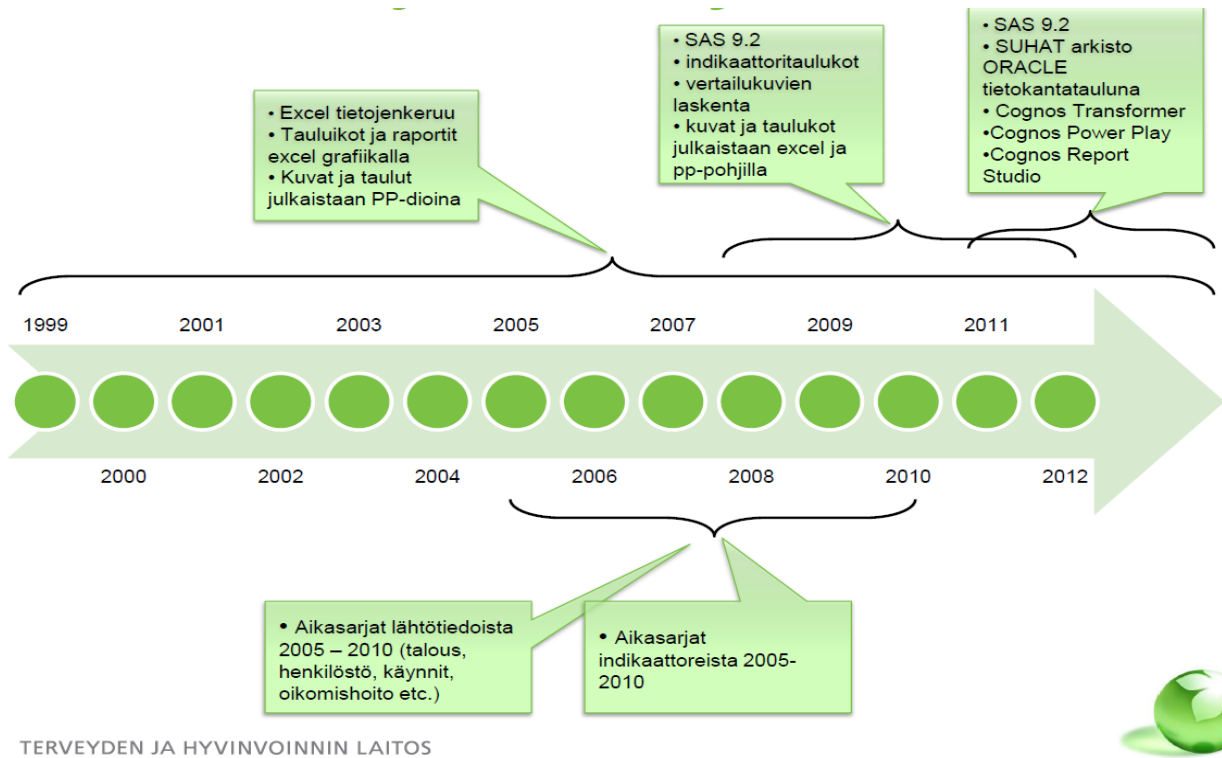 • SAS 9.2
• indikaattoritaulukot
• vertailukuvien
laskenta
• kuvat ja taulukot
julkaistaan excel ja
pp-pohjilla
• SAS 9.2
• SUHAT arkisto
ORACLE
tietokantatauluna
• Cognos Transformer
•Cognos Power Play
•Cognos Report
Studio
• Excel tietojenkeruu
• Tauluikot ja raportit
excel grafiikalla
• Kuvat ja taulut
julkaistaan PP-dioina
1999 2001 2003 2005 2007 2009 2011
2000 2002 2004 2006 2008 2010 2012
• Aikasarjat lähtötiedoista
2005 – 2010 (talous,
henkilöstö, käynnit,
oikomishoito etc.)
• Aikasarjat
indikaattoreista 2005-
2010
TERVEYDEN JA HYVINVOINNIN LAITOS